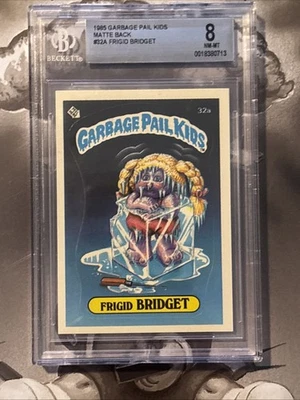 BECKETT
1985 GARBAGE PAIL KIDS
MATTE BACK
#32A FRIGID BRIDGET
8
NM-MT
0016380713
32a
GARBAGE PAIL KIDS
FRIGID BRIDGET